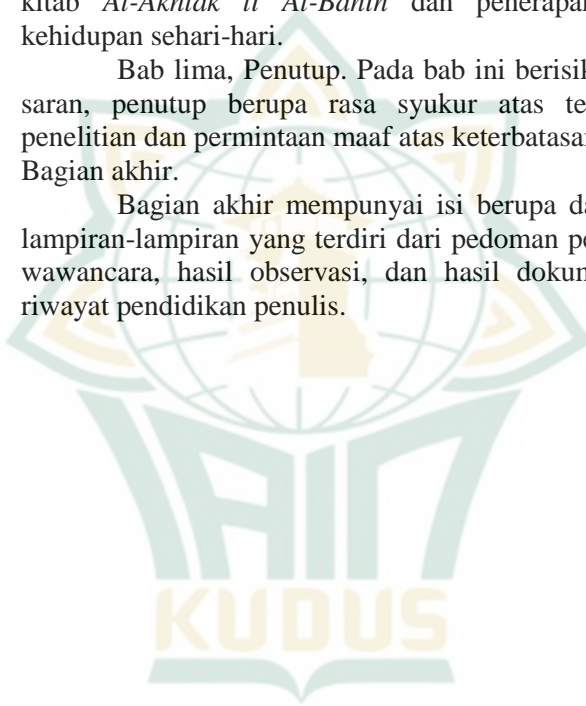 kitab Al-Akhlak li Al-Banin dan penerapan
kehidupan sehari-hari.
Bab lima, Penutup. Pada bab ini berisik
saran, penutup berupa rasa syukur atas te
penelitian dan permintaan maaf atas keterbatasan
Bagian akhir.
Bagian akhir mempunyai isi berupa da
lampiran-lampiran yang terdiri dari pedoman pe
wawancara, hasil observasi, dan hasil dokum
riwayat pendidikan penulis.
IAIN
KUDUS